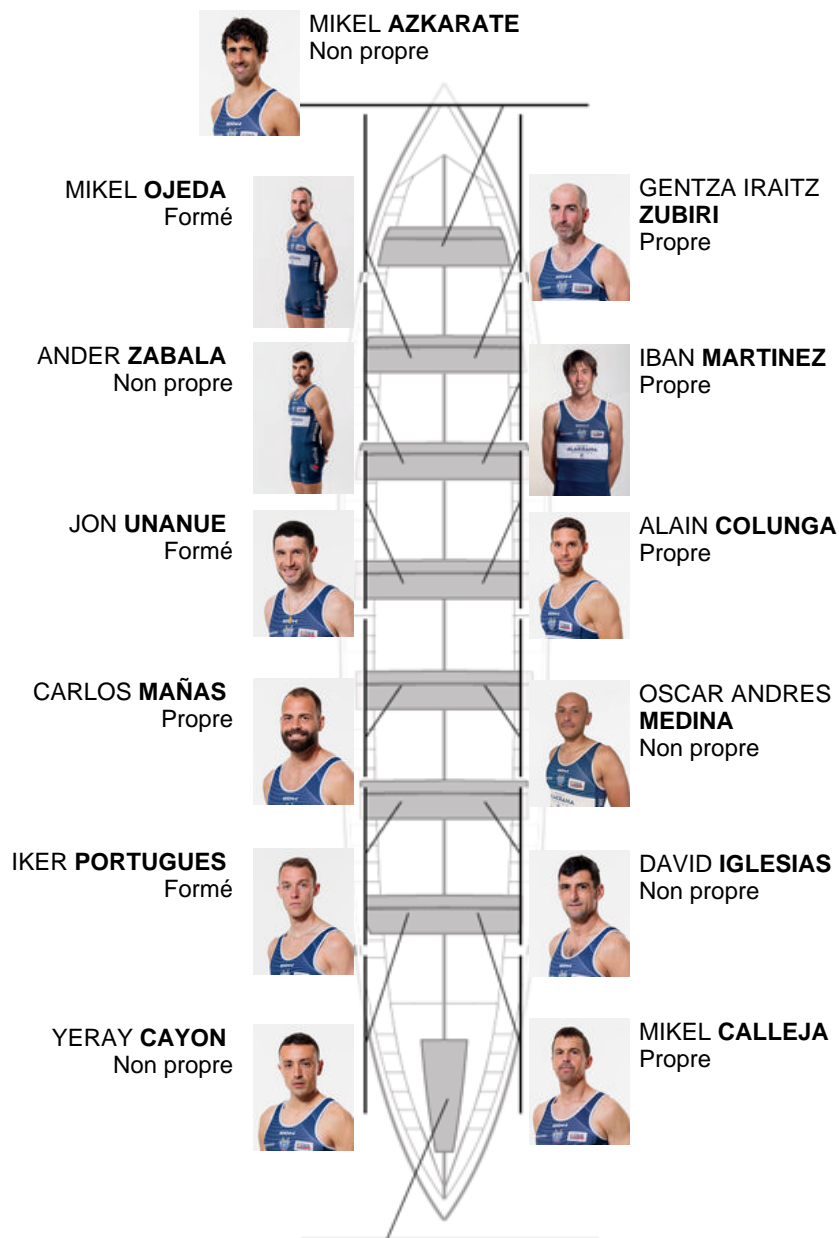 MIKEL AZKARATE
Non propre
MIKEL OJEDA
Formé
GENTZA IRAITZ
ZUBIRI
Propre
ANDER ZABALA
Non propre
IBAN MARTINEZ
Propre
JON UNANUE
Formé
ALAIN COLUNGA
Propre
CARLOS MAÑAS
Propre
OSCAR ANDRES
MEDINA
Non propre
IKER PORTUGUES
Formé
DAVID IGLESIAS
Non propre
YERAY CAYON
Non propre
MIKEL CALLEJA
Propre